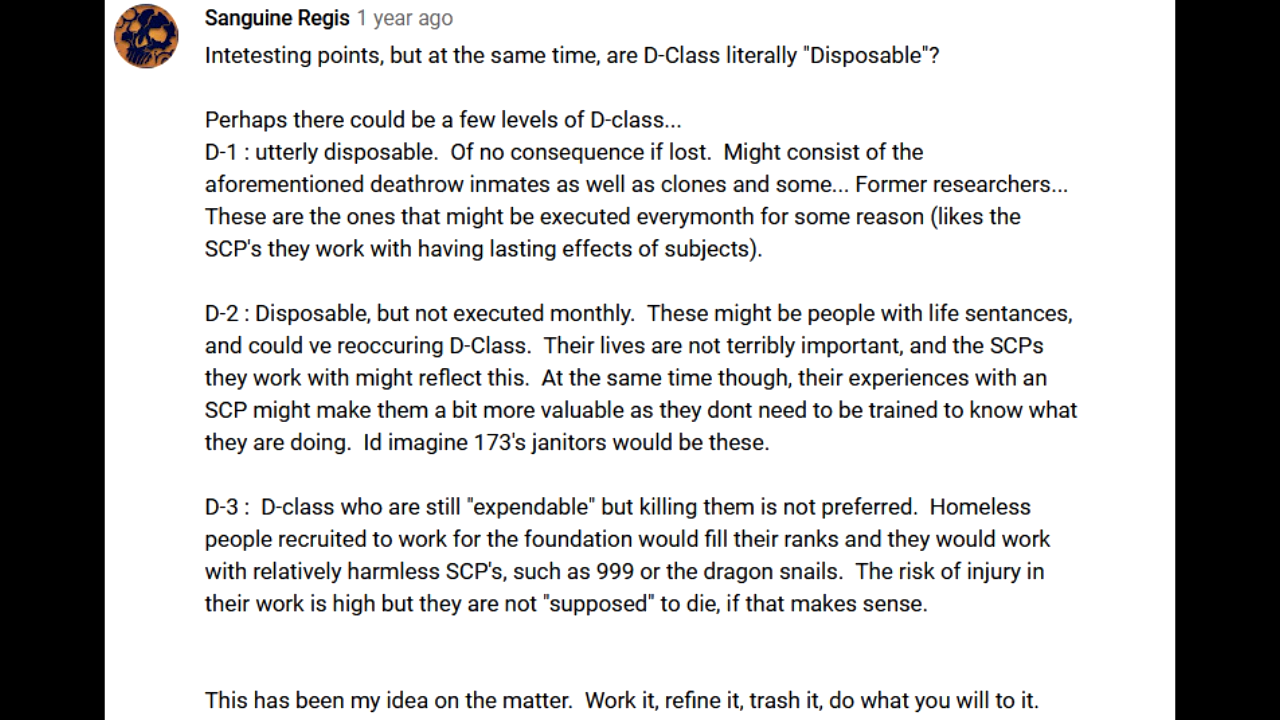 Sanguine Regis 1 year ago
Intetesting points, but at the same time, are D-Class literally "Disposable"?
Perhaps there could be a few levels of D-class...
D-1 : utterly disposable.  Of no consequence if lost.  Might consist of the
aforementioned deathrow inmates as well as clones and some... Former researchers...
These are the ones that might be executed everymonth for some reason (likes the
SCP's they work with having lasting effects of subjects).
D-2 : Disposable, but not executed monthly.  These might be people with life sentances,
and could ve reoccuring D-Class.  Their lives are not terribly important, and the SCPs
they work with might reflect this.  At the same time though, their experiences with an
SCP might make them a bit more valuable as they dont need to be trained to know what
they are doing.  Id imagine 173's janitors would be these.
D-3 :  D-class who are still "expendable" but killing them is not preferred.  Homeless
people recruited to work for the foundation would fill their ranks and they would work
with relatively harmless SCP's, such as 999 or the dragon snails.  The risk of injury in
their work is high but they are not "supposed" to die, if that makes sense.
This has been my idea on the matter.  Work it, refine it, trash it, do what you will to it.